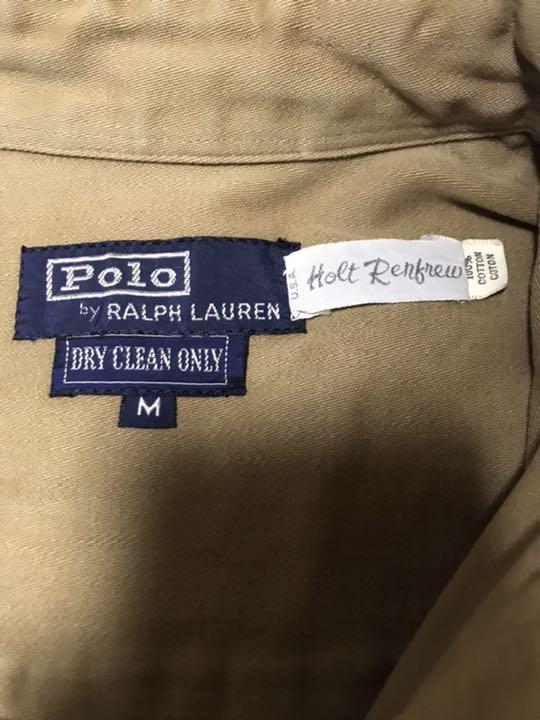 Polo
by RALPH LAUREN
DRY CLEAN ONLY
M
U.S.A.
Holt Renfrew
100%
COTTON
COTON